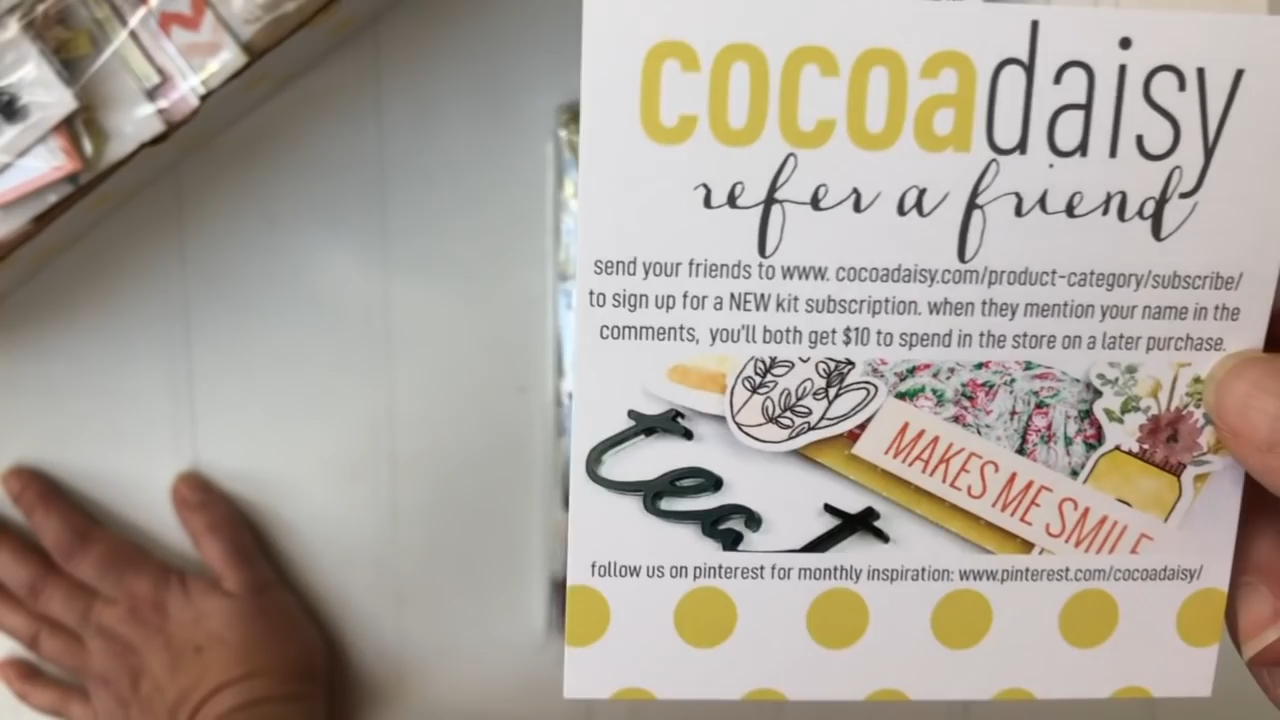 cocoadaisy
refer a friend
send your friends to www. cocoadaisy.com/product-category/subscribe/
to sign up for a NEW kit subscription. when they mention your name in the
comments, you'll both get $10 to spend in the store on a later purchase.
MAKES ME SMILE
follow us on pinterest for monthly inspiration: www.pinterest.com/cocoadaisy/